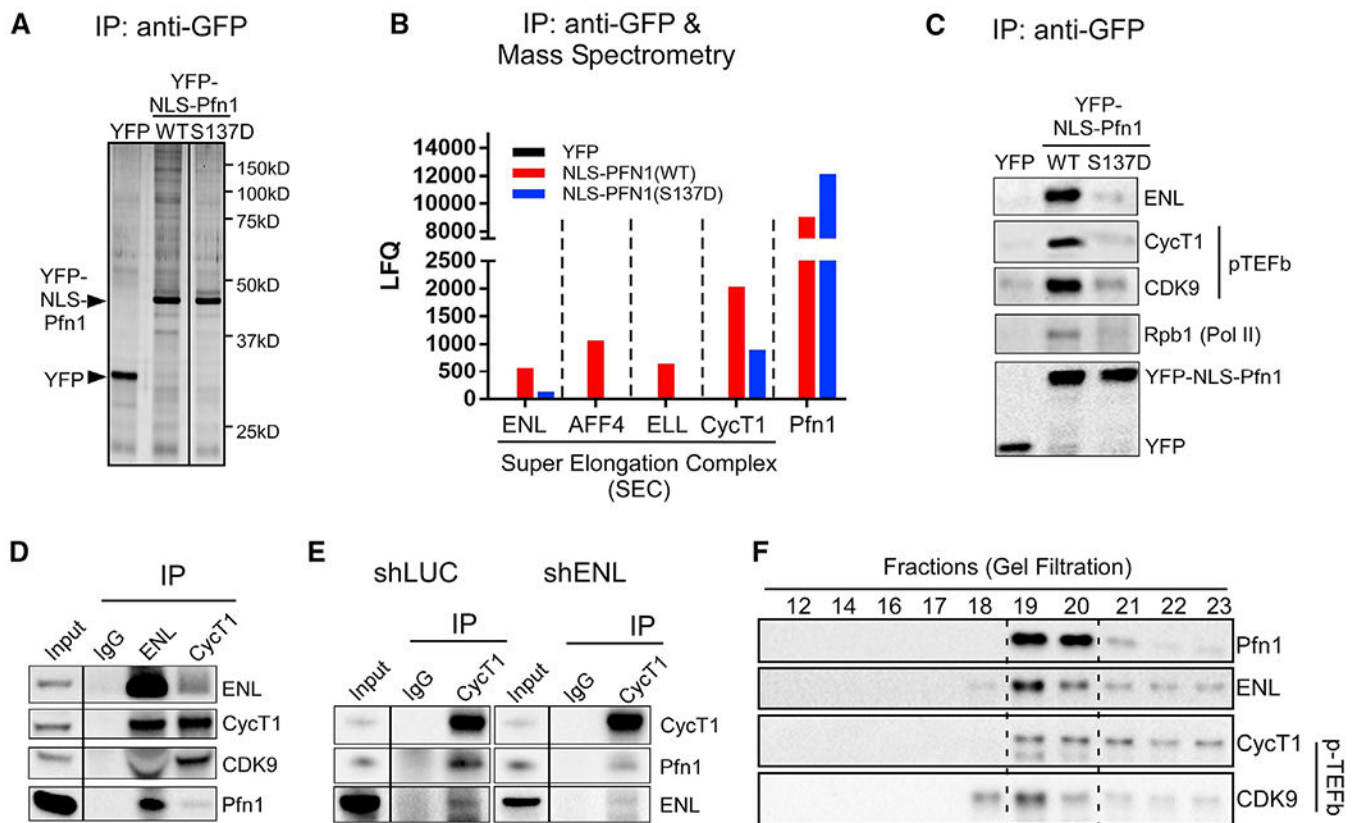 A
IP: anti-GFP
YFP-
NLS-Pfn1
YFP WT S137D
150kD
100kD
75kD
50kD
37kD
25kD
YFP-
NLS-
Pfn1
YFP
B
IP: anti-GFP &
Mass Spectrometry
YFP
NLS-PFN1(WT)
NLS-PFN1(S137D)
LFQ
14000
12000
10000
8000
2500
2000
1500
1000
500
0
ENL AFF4 ELL CycT1 Pfn1
Super Elongation Complex
(SEC)
C
IP: anti-GFP
YFP-
NLS-Pfn1
YFP WT S137D
ENL
CycT1
CDK9
pTEFb
Rpb1 (Pol II)
YFP-NLS-Pfn1
YFP
D
IP
Input IgG ENL CycT1
ENL
CycT1
CDK9
Pfn1
E
shLUC shENL
IP IP
Input IgG CycT1 Input IgG CycT1
CycT1
Pfn1
ENL
F
Fractions (Gel Filtration)
12 14 16 17 18 19 20 21 22 23
Pfn1
ENL
CycT1
CDK9
p-TEFb